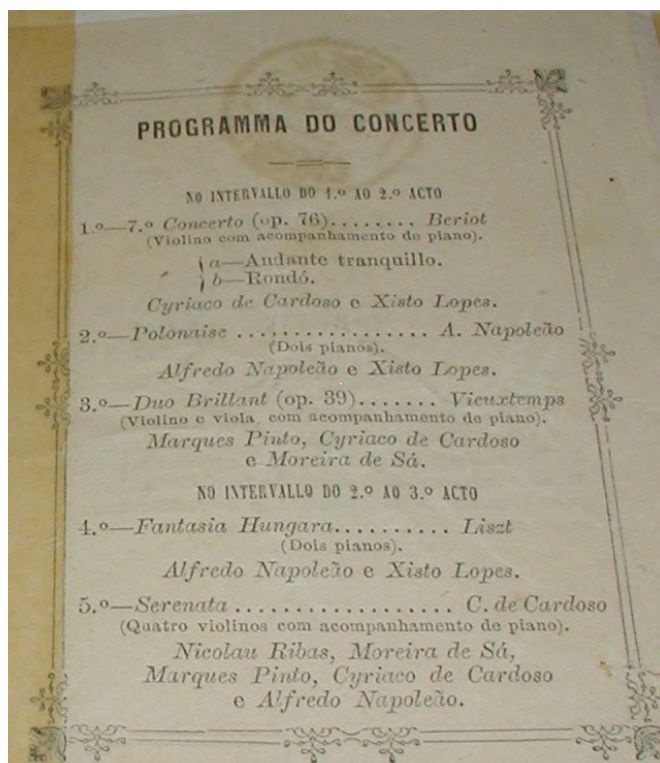 PROGRAMMA DO CONCERTO
NO INTERVALLO DO 1.º AO 2.º ACTO
1.º—7.º Concerto (op. 76)........ Beriot
(Violino com acompanhamento de piano).
a—Andante tranquillo.
b—Rondó.
Cyriaco de Cardoso e Xisto Lopes.
2.º—Polonaise ................. A. Napoleão
(Dois pianos).
Alfredo Napoleão e Xisto Lopes.
3.º—Duo Brillant (op. 39)....... Vieuxtemps
(Violino e viola, com acompanhamento de piano).
Marques Pinto, Cyriaco de Cardoso
e Moreira de Sá.
NO INTERVALLO DO 2.º AO 3.º ACTO
4.º—Fantasia Hungara.......... Liszt
(Dois pianos).
Alfredo Napoleão e Xisto Lopes.
5.º—Serenata ................... C. de Cardoso
(Quatro violinos com acompanhamento de piano).
Nicolau Ribas, Moreira de Sá,
Marques Pinto, Cyriaco de Cardoso
e Alfredo Napoleão.